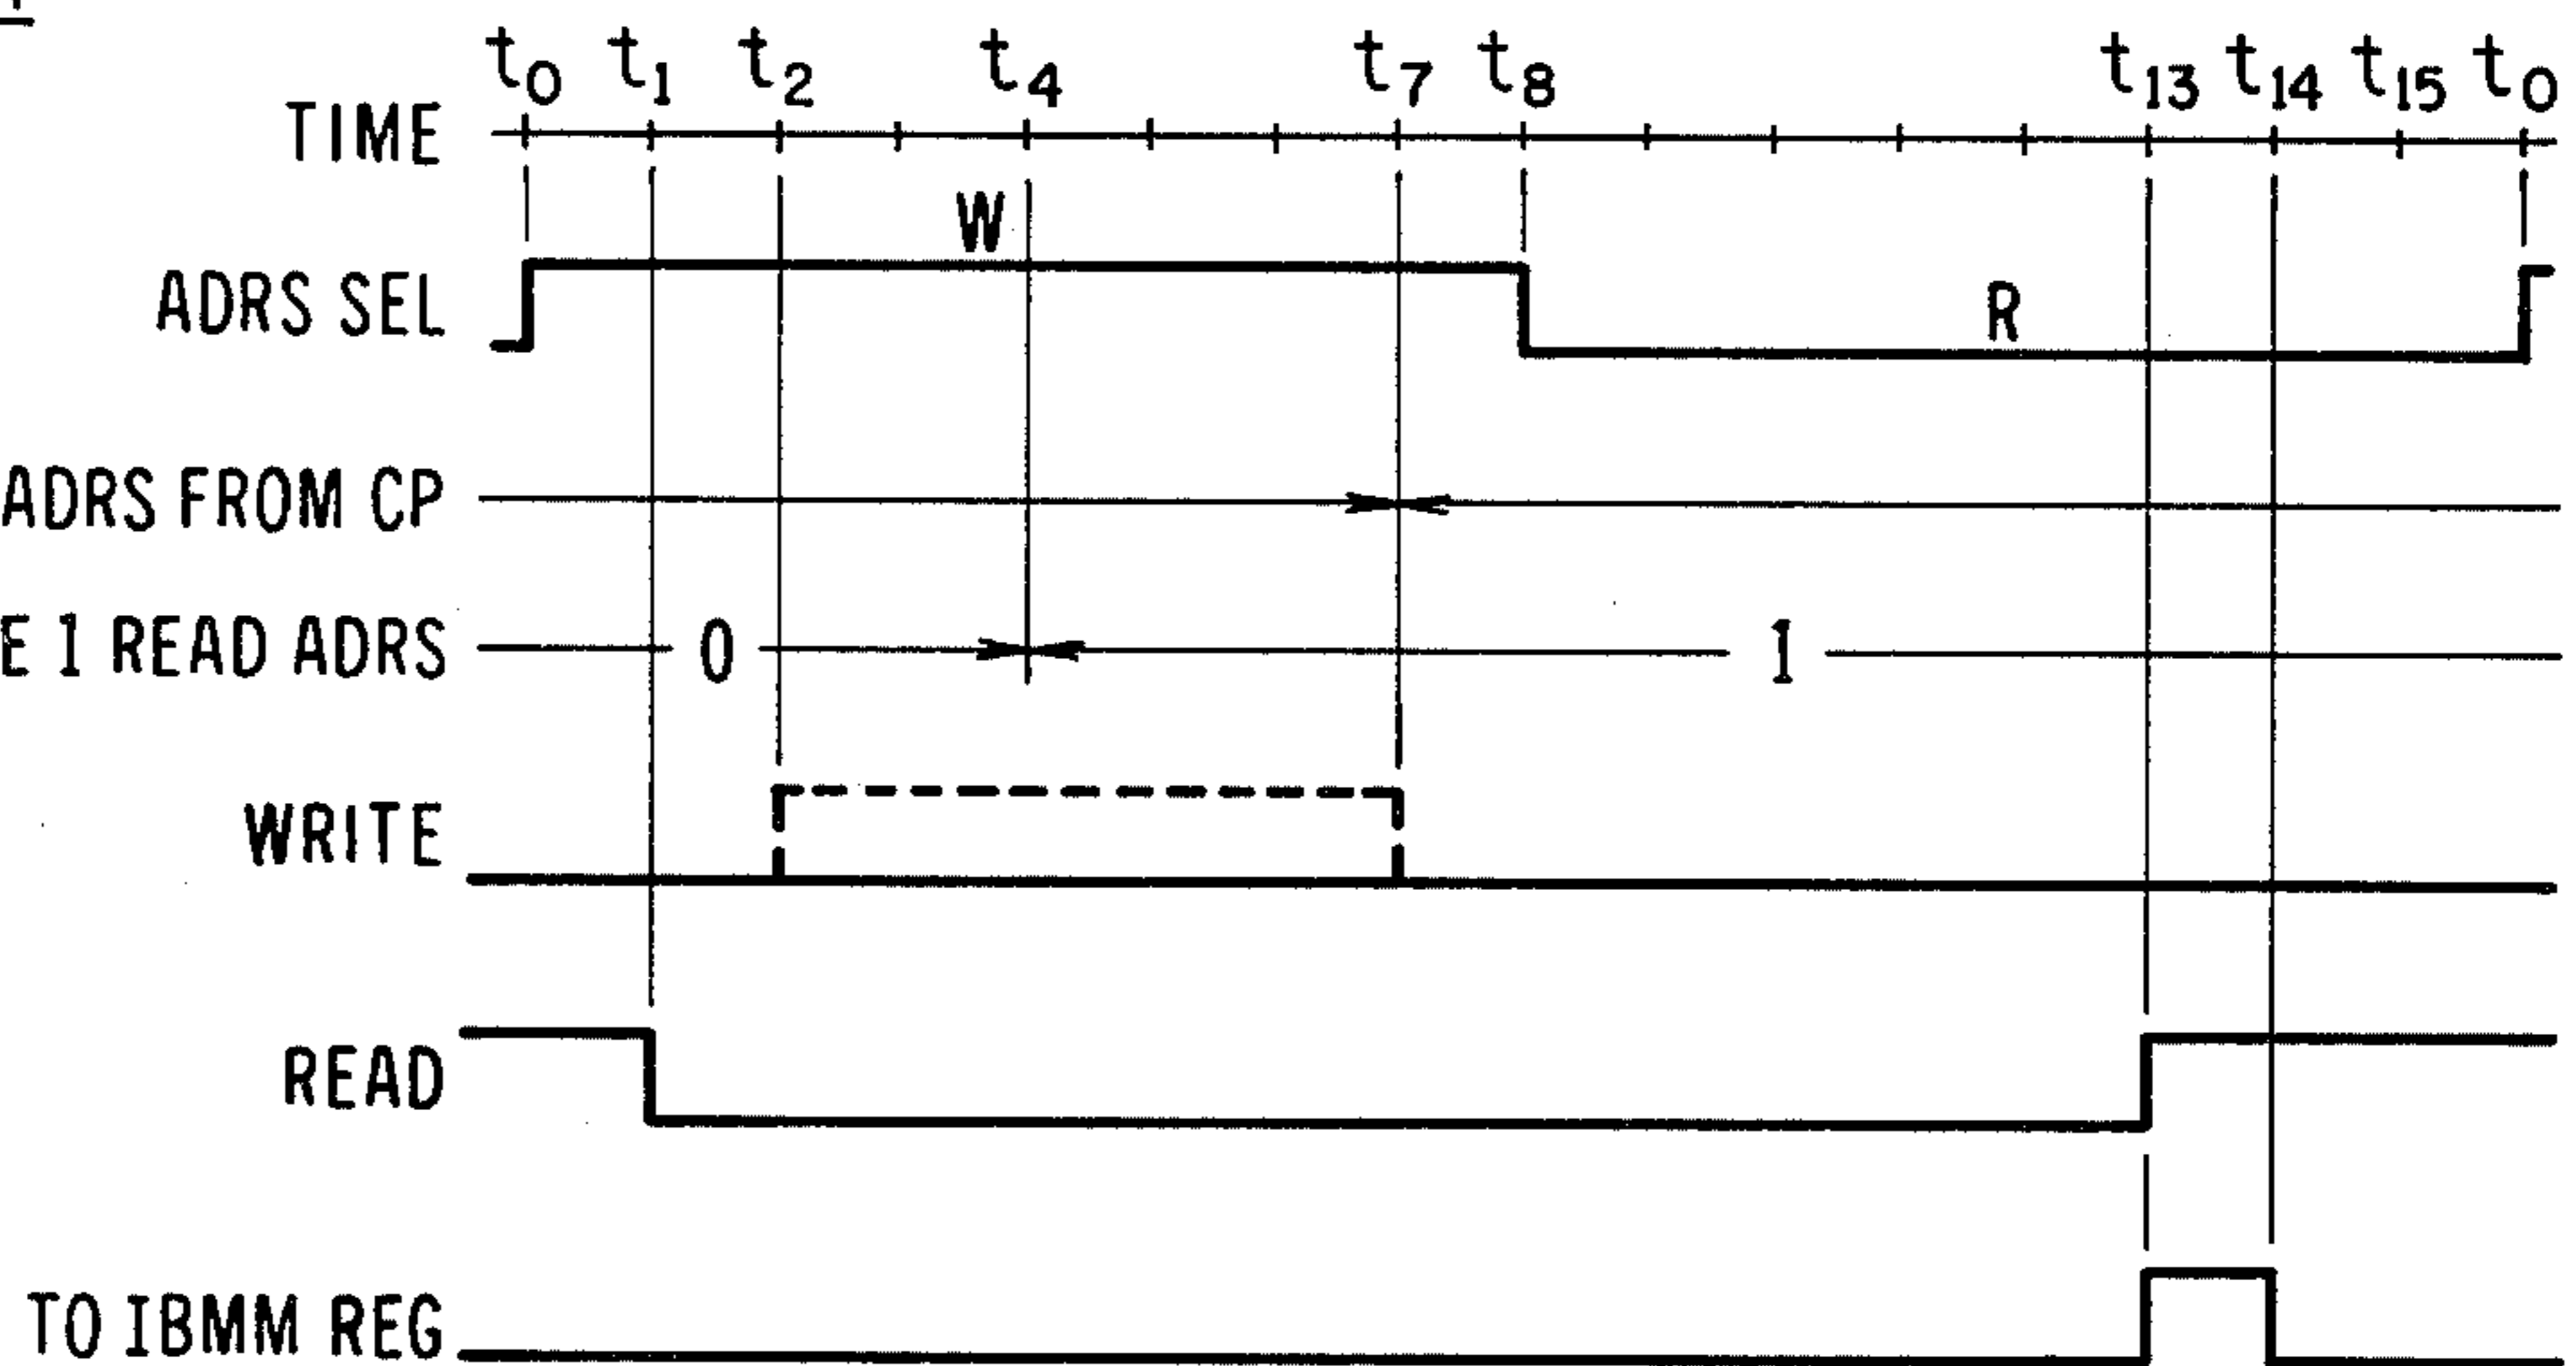 t0 t1 t2 t4 t7 t8 t13 t14 t15 t0
TIME
W
ADRS SEL
R
ADRS FROM CP
E 1 READ ADRS 0 1
WRITE
READ
TO IBMM REG